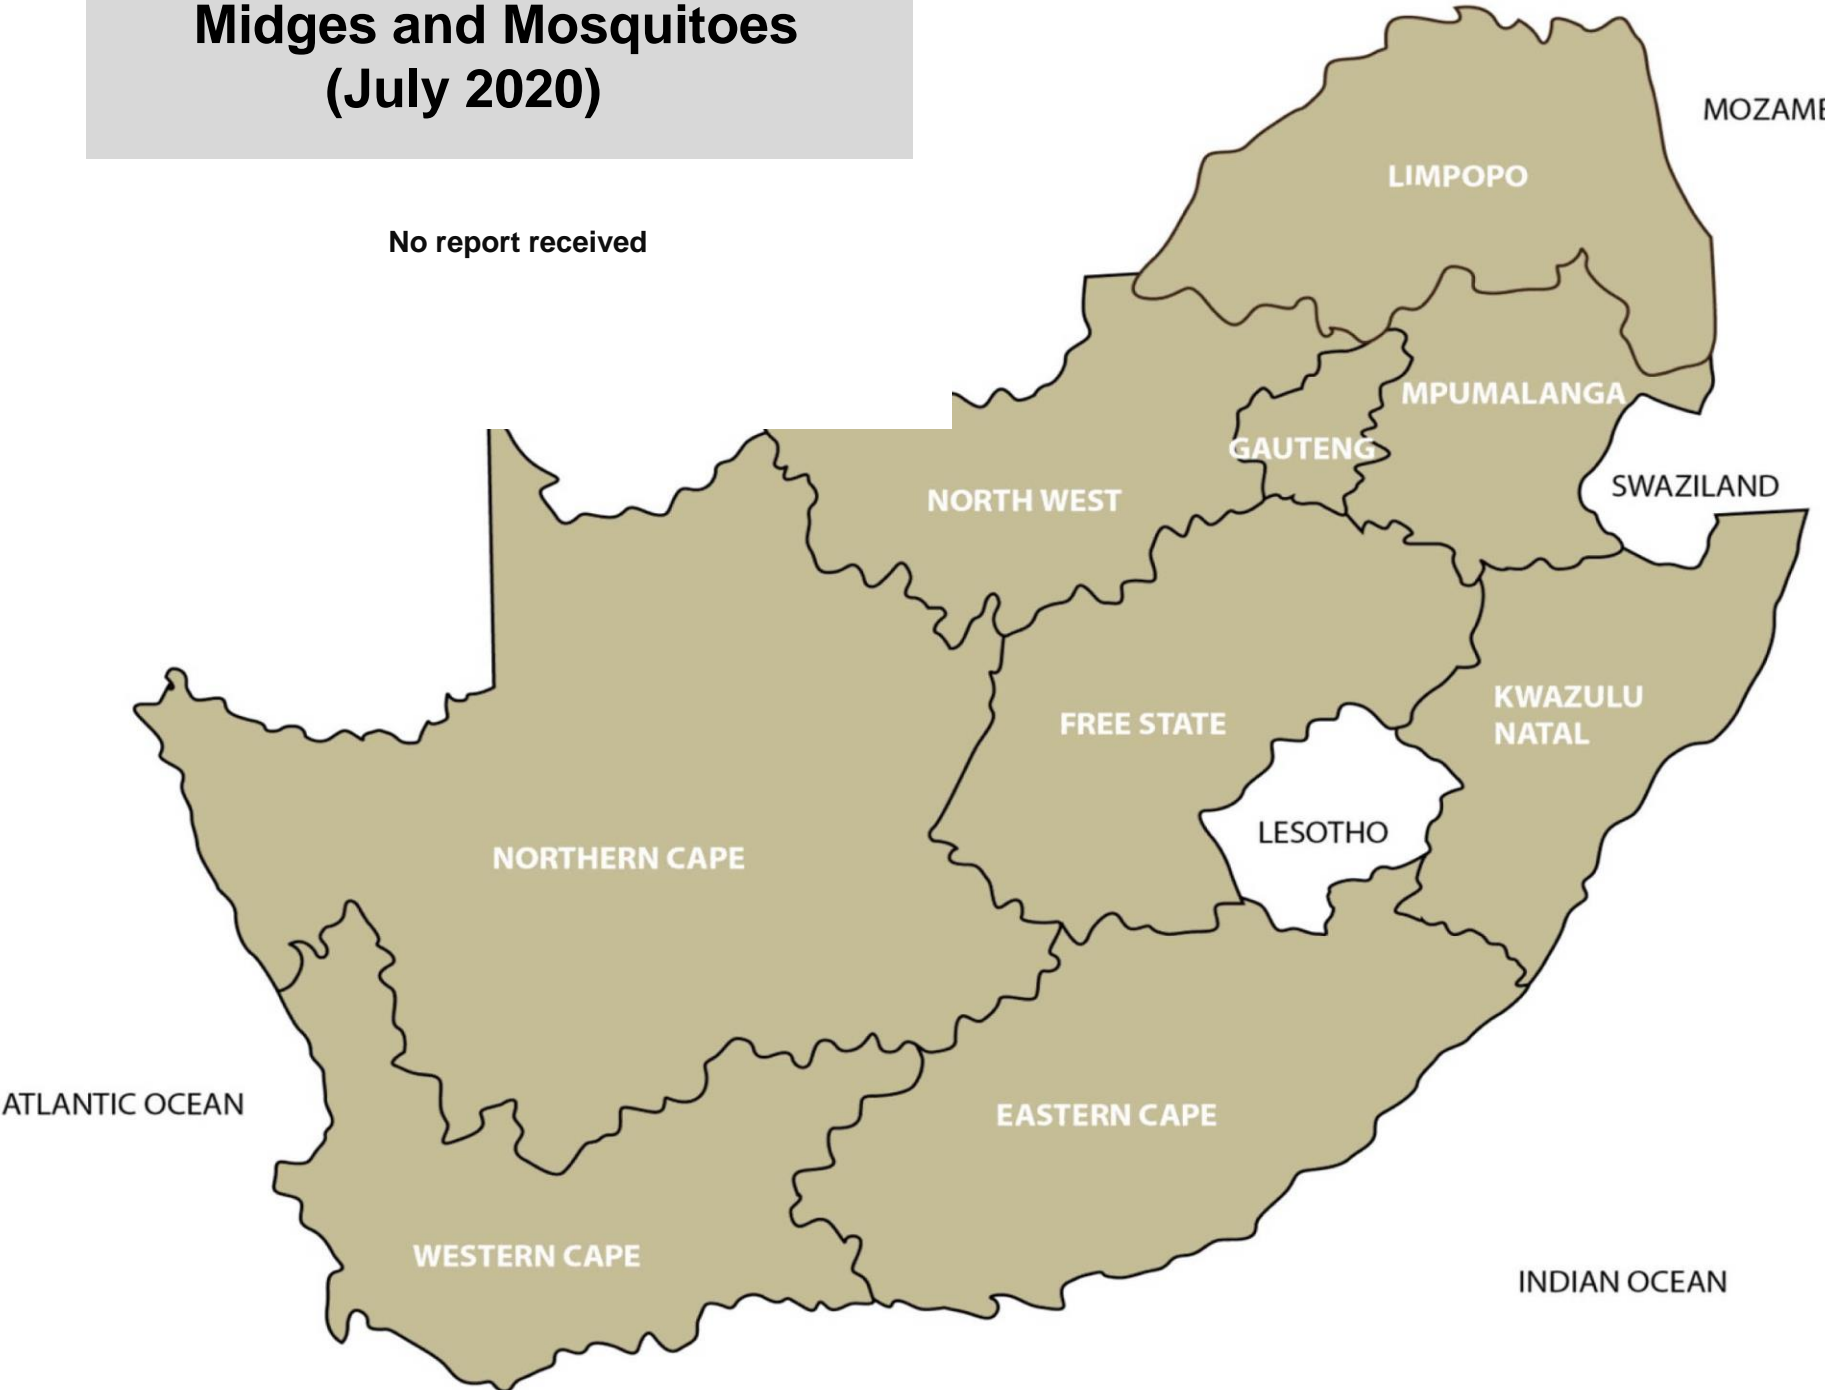 Midges and Mosquitoes
(July 2020)
MOZAMB
LIMPOPO
No report received
MPUMALANGA
GAUTENG
SWAZILAND
NORTH WEST
KWAZULU
NATAL
FREE STATE
LESOTHO
NORTHERN CAPE
ATLANTIC OCEAN
EASTERN CAPE
WESTERN CAPE
INDIAN OCEAN